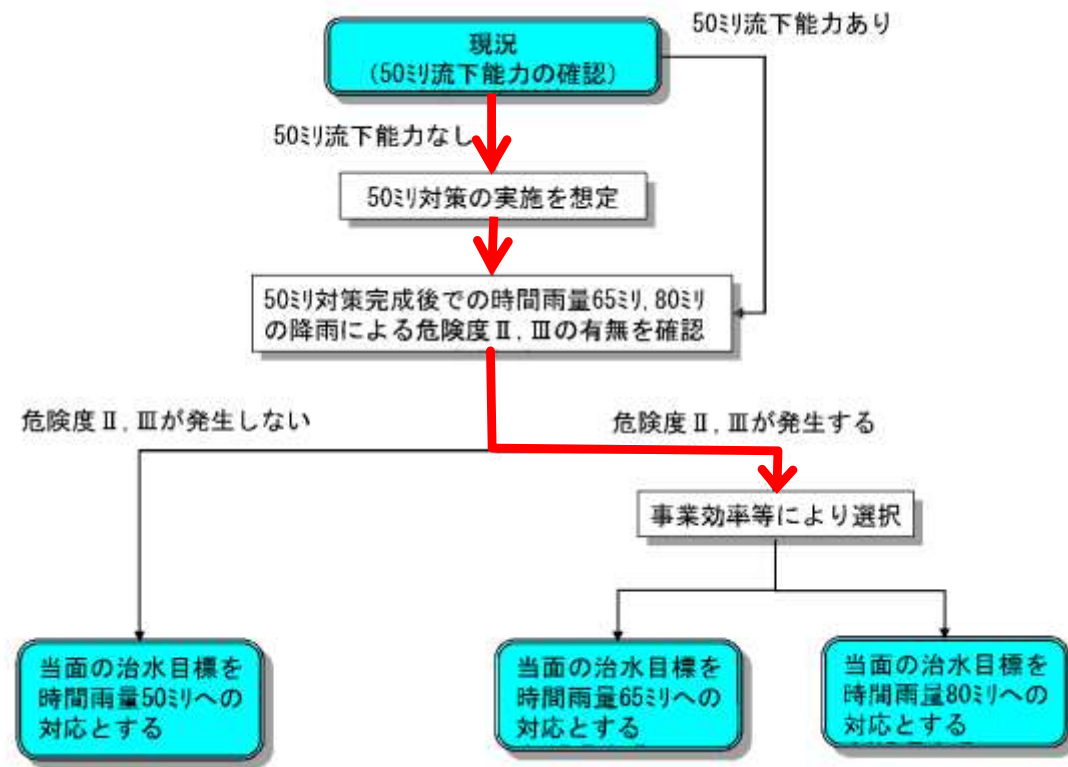 50ミリ流下能力あり
現況
(50ミリ流下能力の確認)
50ミリ流下能力なし
50ミリ対策の実施を想定
50ミリ対策完成後での時間雨量65ミリ,80ミリ
の降雨による危険度Ⅱ,Ⅲの有無を確認
危険度Ⅱ,Ⅲが発生しない
危険度Ⅱ,Ⅲが発生する
事業効率等により選択
当面の治水目標を
時間雨量50ミリへの
対応とする
当面の治水目標を
時間雨量65ミリへの
対応とする
当面の治水目標を
時間雨量80ミリへの
対応とする